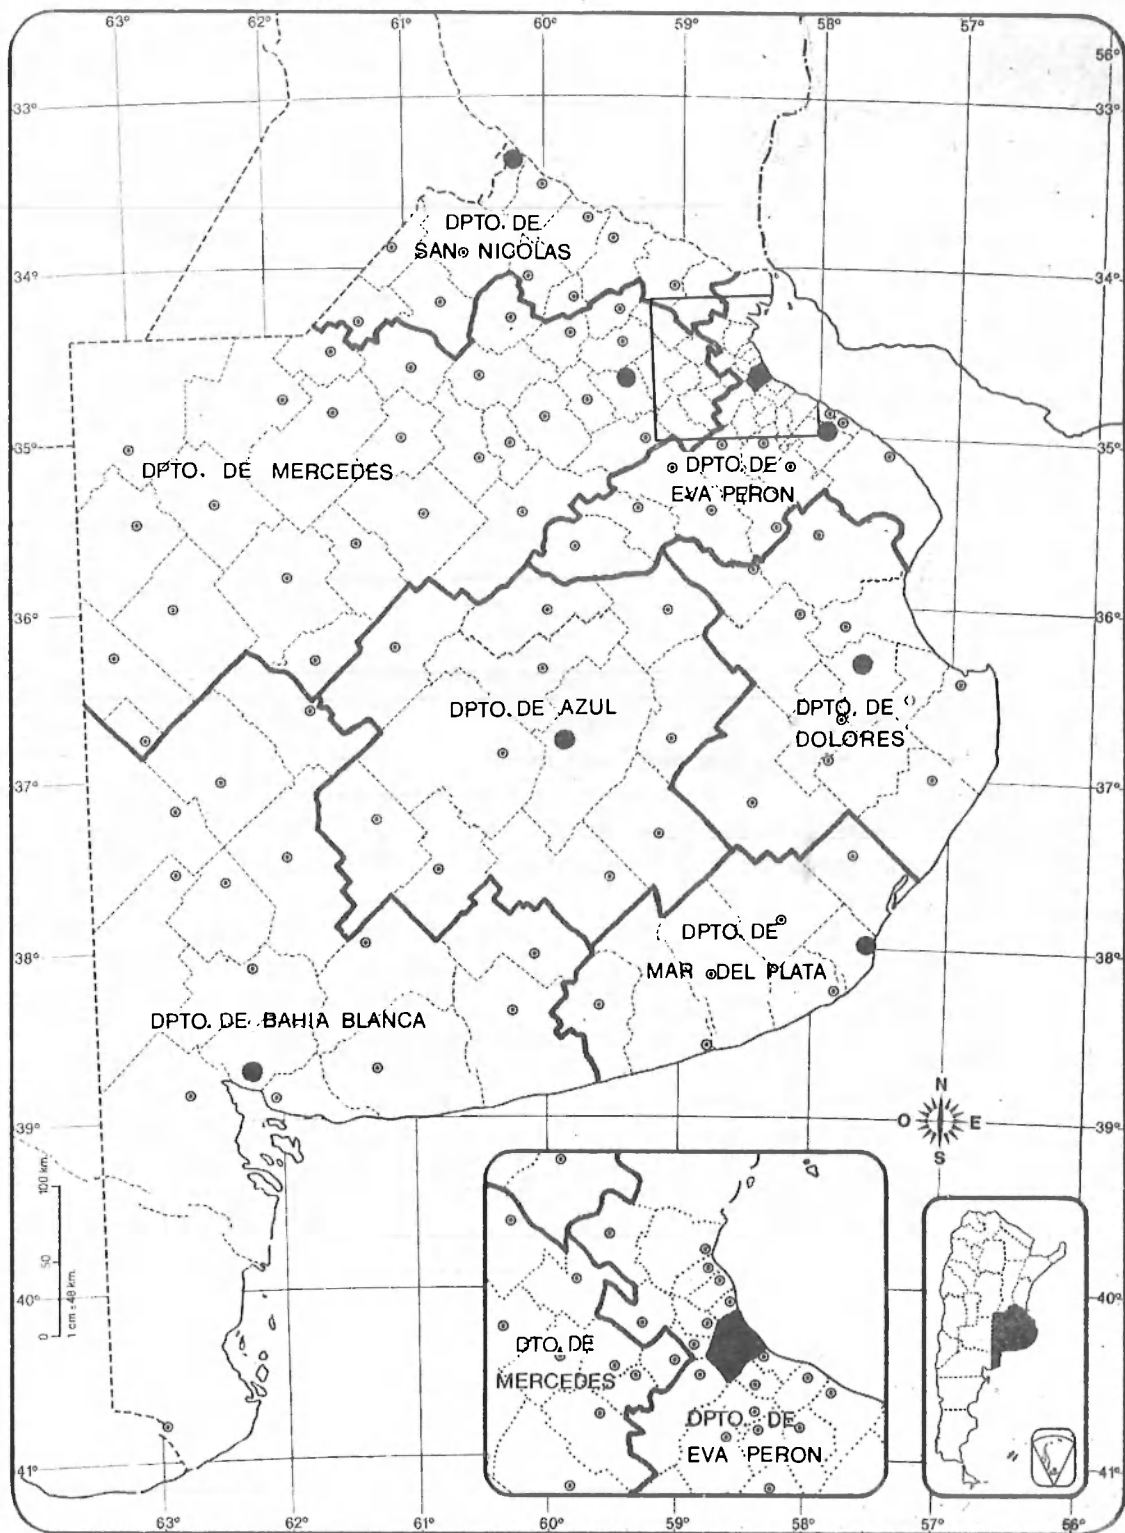 63° 62° 61° 60° 59° 58° 57° 56°
33° 33°
DPTO. DE
SAN NICOLAS
34° 34°
35° 35°
DPTO. DE MERCEDES
DPTO. DE
EVA PERON
36° 36°
DPTO. DE AZUL
DPTO. DE
DOLORES
37° 37°
DPTO. DE
MAR DEL PLATA
38° 38°
DPTO. DE BAHIA BLANCA
N
O E
S
39° 39°
100 km.
50
0
1 cm = 48 km.
40° 40°
DTO. DE
MERCEDES
DPTO. DE
EVA PERON
41° 41°
63° 62° 61° 60° 59° 58° 57° 56°